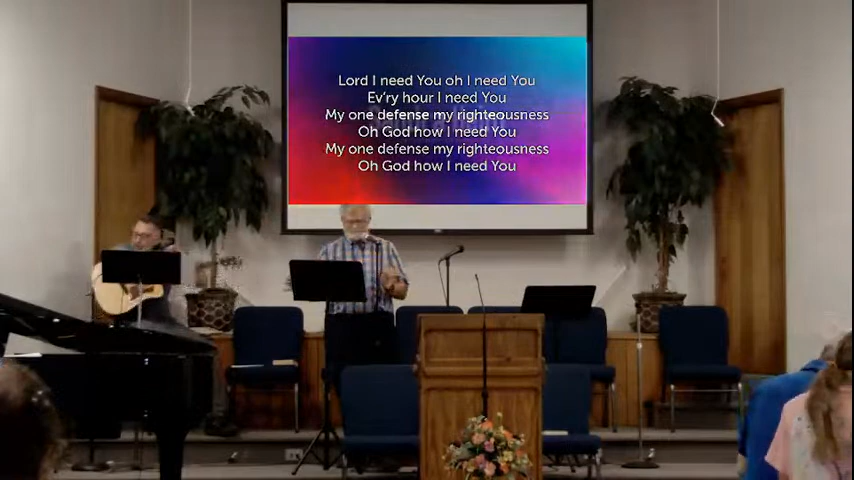 Lord I need You oh I need You
Ev'ry hour I need You
My one defense my righteousness
Oh God how I need You
My one defense my righteousness
Oh God how I need You